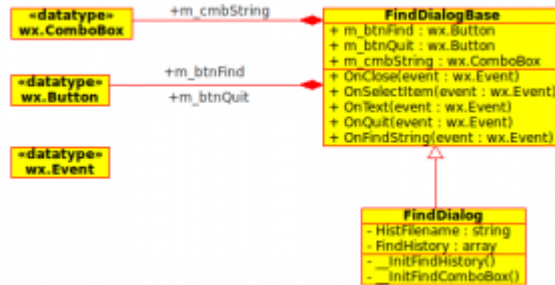 «datatype»
wx.ComboBox
+m_cmbString
FindDialogBase
+ m_btnFind : wx.Button
+ m_btnQuit : wx.Button
+ m_cmbString : wx.ComboBox
+ OnClose(event : wx.Event)
+ OnSelectItem(event : wx.Event)
+ OnText(event : wx.Event)
+ OnQuit(event : wx.Event)
+ OnFindString(event : wx.Event)
«datatype»
wx.Button
+m_btnFind
+m_btnQuit
«datatype»
wx.Event
FindDialog
- HistFilename : string
- FindHistory : array
- __InitFindHistory()
- __InitFindComboBox()